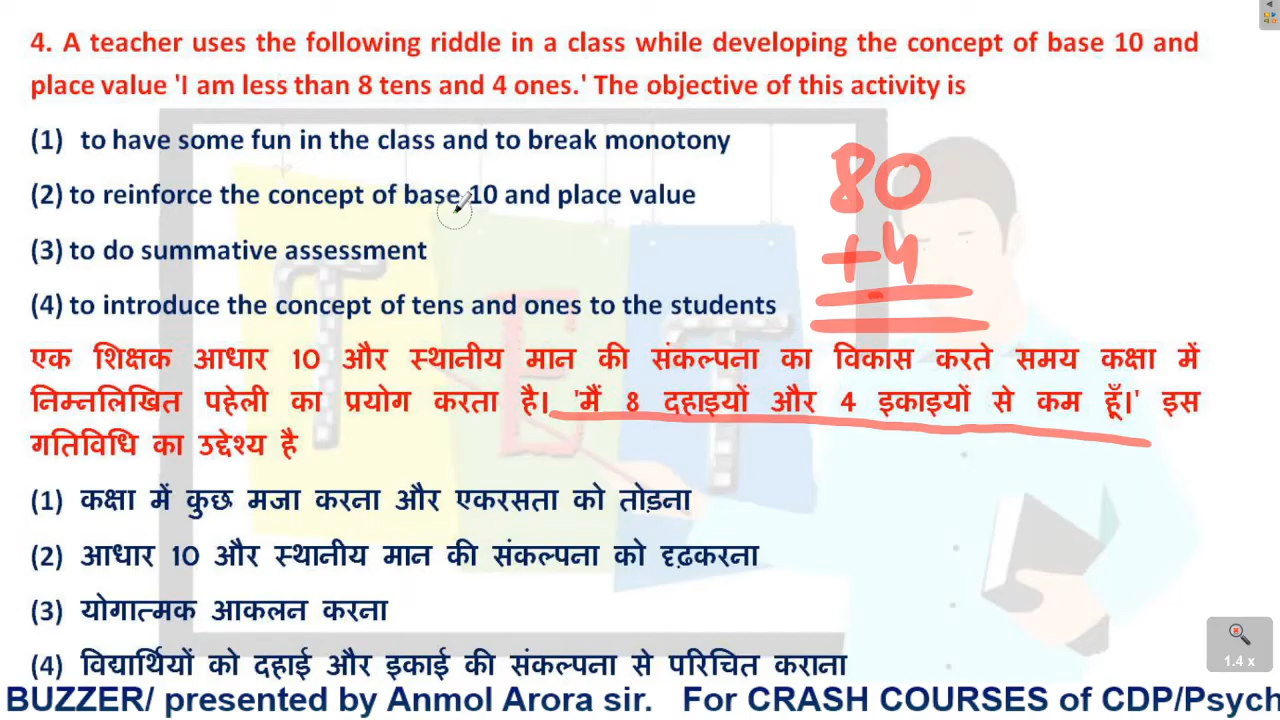 4. A teacher uses the following riddle in a class while developing the concept of base 10 and
place value 'I am less than 8 tens and 4 ones.' The objective of this activity is
(1) to have some fun in the class and to break monotony
(2) to reinforce the concept of base 10 and place value
(3) to do summative assessment
(4) to introduce the concept of tens and ones to the students
80
+4
एक शिक्षक आधार 10 और स्थानीय मान की संकल्पना का विकास करते समय कक्षा में
निम्नलिखित पहेली का प्रयोग करता है। 'मैं 8 दहाइयों और 4 इकाइयों से कम हूँ।' इस
गतिविधि का उद्देश्य है
(1) कक्षा में कुछ मजा करना और एकरसता को तोड़ना
(2) आधार 10 और स्थानीय मान की संकल्पना को दृढ़करना
(3) योगात्मक आकलन करना
(4) विद्यार्थियों को दहाई और इकाई की संकल्पना से परिचित कराना
BUZZER/ presented by Anmol Arora sir. For CRASH COURSES of CDP/Psych
TET
1.4 x